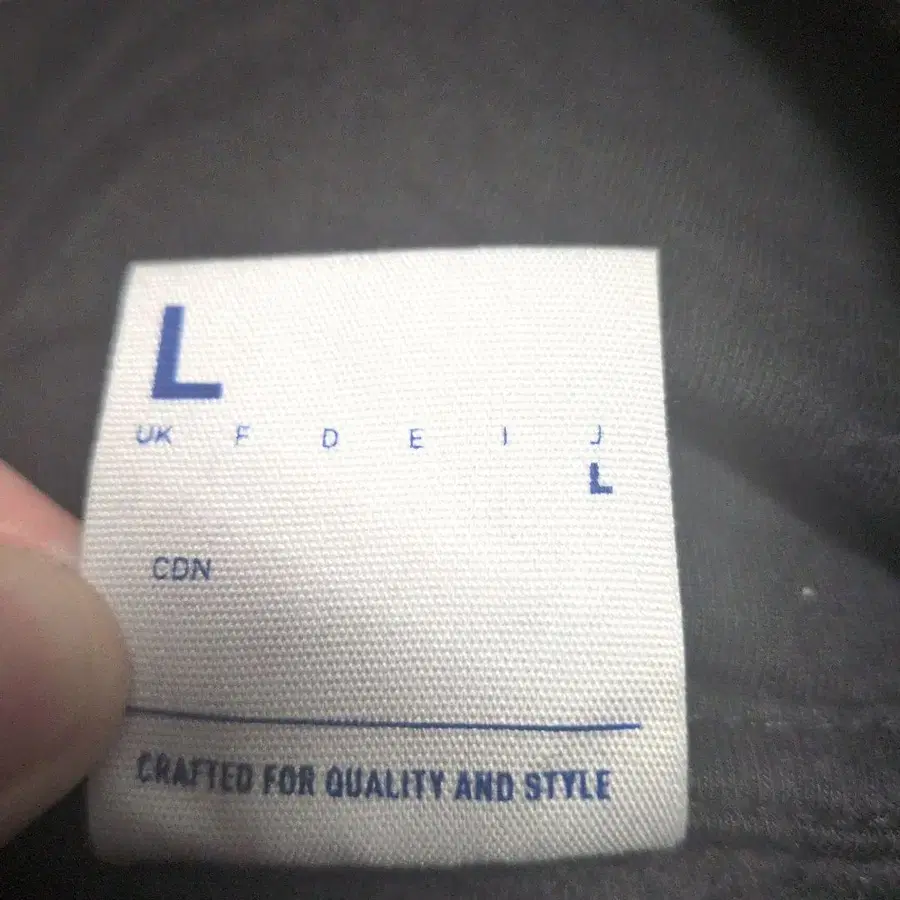 L
UK F D E I J
L
CDN
CRAFTED FOR QUALITY AND STYLE